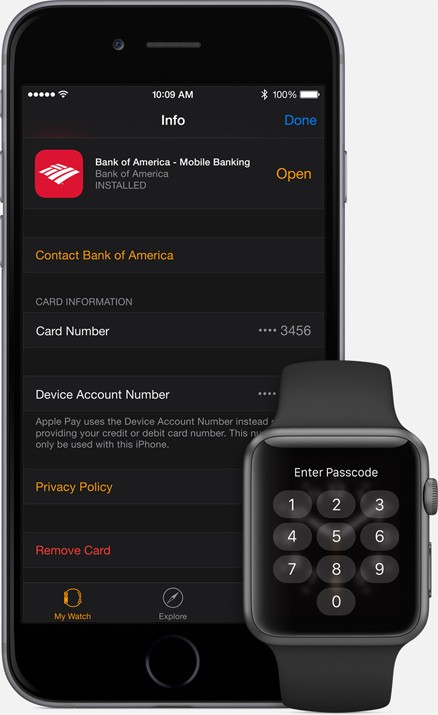 10:09 AM
100%
Info
Done
Bank of America - Mobile Banking
Bank of America
INSTALLED
Open
Contact Bank of America
CARD INFORMATION
Card Number
•••• 3456
Device Account Number
••••
Apple Pay uses the Device Account Number instead
providing your credit or debit card number. This
only be used with this iPhone.
Privacy Policy
Remove Card
My Watch
Explore
Enter Passcode
1 2 3
4 5 6
7 8 9
0